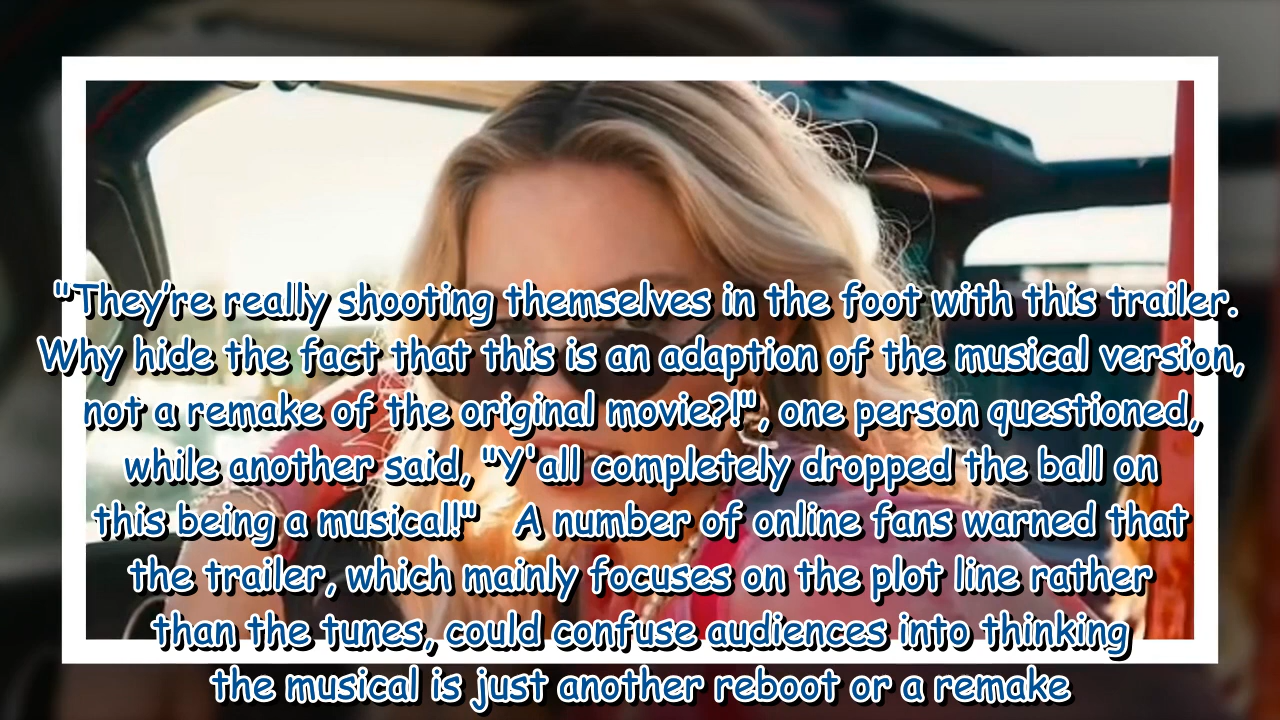 "They’re really shooting themselves in the foot with this trailer.
Why hide the fact that this is an adaption of the musical version,
not a remake of the original movie?!", one person questioned,
while another said, "Y'all completely dropped the ball on
this being a musical!"   A number of online fans warned that
the trailer, which mainly focuses on the plot line rather
than the tunes, could confuse audiences into thinking
the musical is just another reboot or a remake